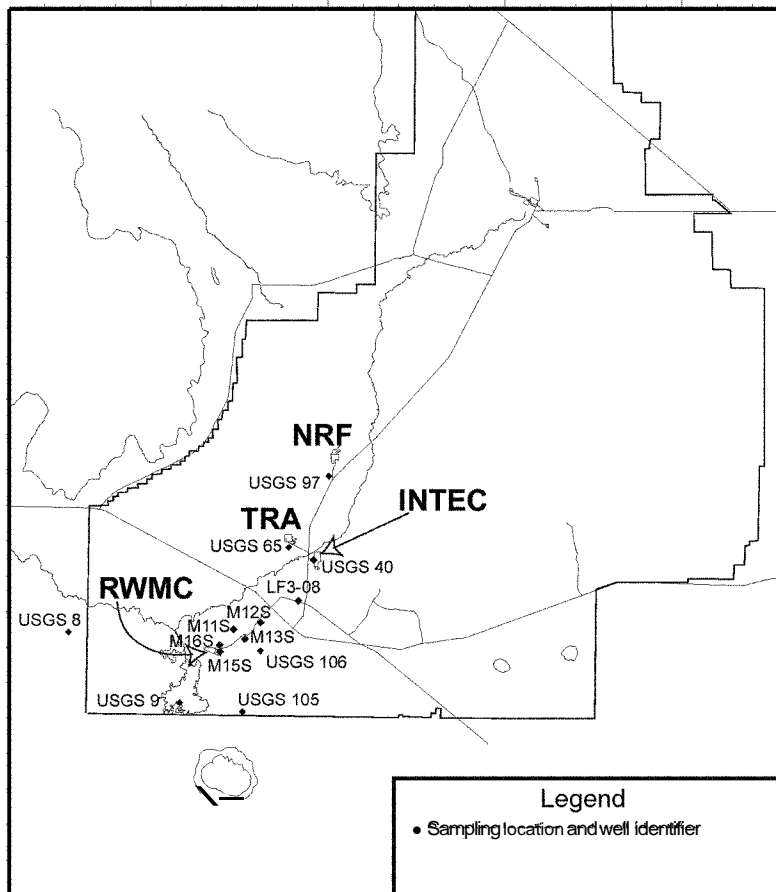 NRF
USGS 97
INTEC
TRA
USGS 65
USGS 40
LF3-08
RWMC
USGS 8
M12S
M11S
M13S
M16S
M15S
USGS 106
USGS 9
USGS 105
Legend
Sampling location and well identifier